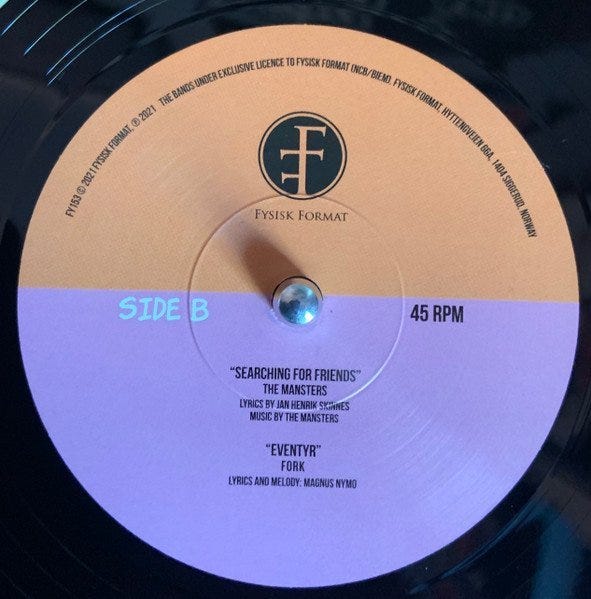 FY153 © 2021 FYSISK FORMAT, ℗ 2021 THE BANDS UNDER EXCLUSIVE LICENCE TO FYSISK FORMAT (NCB/BIEM). FYSISK FORMAT, HYTTENGVEIEN 66A, 1404 SIGGERUD, NORWAY
FYSISK FORMAT
SIDE B
45 RPM
“SEARCHING FOR FRIENDS”
THE MANSTERS
LYRICS BY JAN HENRIK SKINNES
MUSIC BY THE MANSTERS
“EVENTYR”
FORK
LYRICS AND MELODY: MAGNUS NYMO